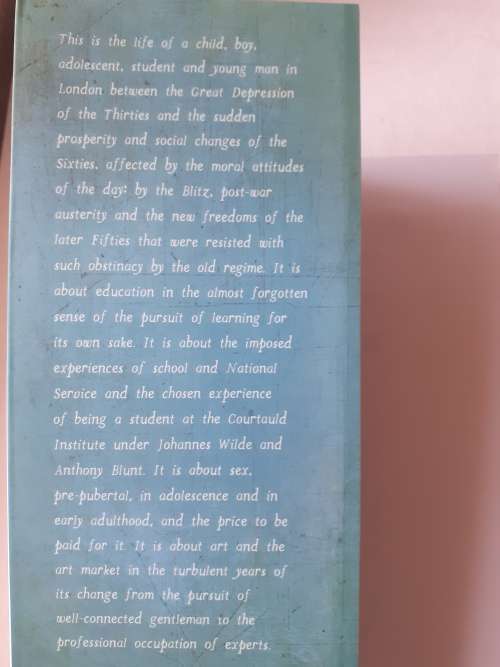 This is the life of a child, boy,
adolescent, student and young man in
London between the Great Depression
of the Thirties and the sudden
prosperity and social changes of the
Sixties, affected by the moral attitudes
of the day; by the Blitz, post-war
austerity and the new freedoms of the
later Fifties that were resisted with
such obstinacy by the old regime. It is
about education in the almost forgotten
sense of the pursuit of learning for
its own sake. It is about the imposed
experiences of school and National
Service and the chosen experience
of being a student at the Courtauld
Institute under Johannes Wilde and
Anthony Blunt. It is about sex,
pre-pubertal, in adolescence and in
early adulthood, and the price to be
paid for it. It is about art and the
art market in the turbulent years of
its change from the pursuit of
well-connected gentleman to the
professional occupation of experts.